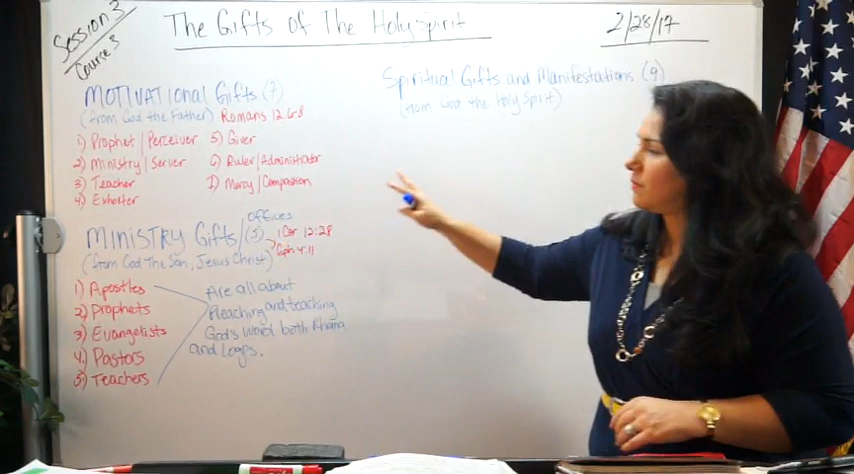 Session 3
Course 3
The Gifts of The Holy Spirit
2/28/17
MOTIVATIONAL Gifts (7)
(from God the Father) Romans 12:6-8
1) Prophet / Perceiver
2) Ministry / Server
3) Teacher
4) Exhorter
5) Giver
6) Ruler/Administrator
7) Mercy / Compassion
MINISTRY Gifts/Offices (5)
1 Cor 12:28
Eph 4:11
(from God The Son, Jesus Christ)
1) Apostles
2) Prophets
3) Evangelists
4) Pastors
5) Teachers
Are all about
Preaching and teaching
God's word both Rhema
and Logos.
Spiritual Gifts and Manifestations (9)
(from God the Holy Spirit)